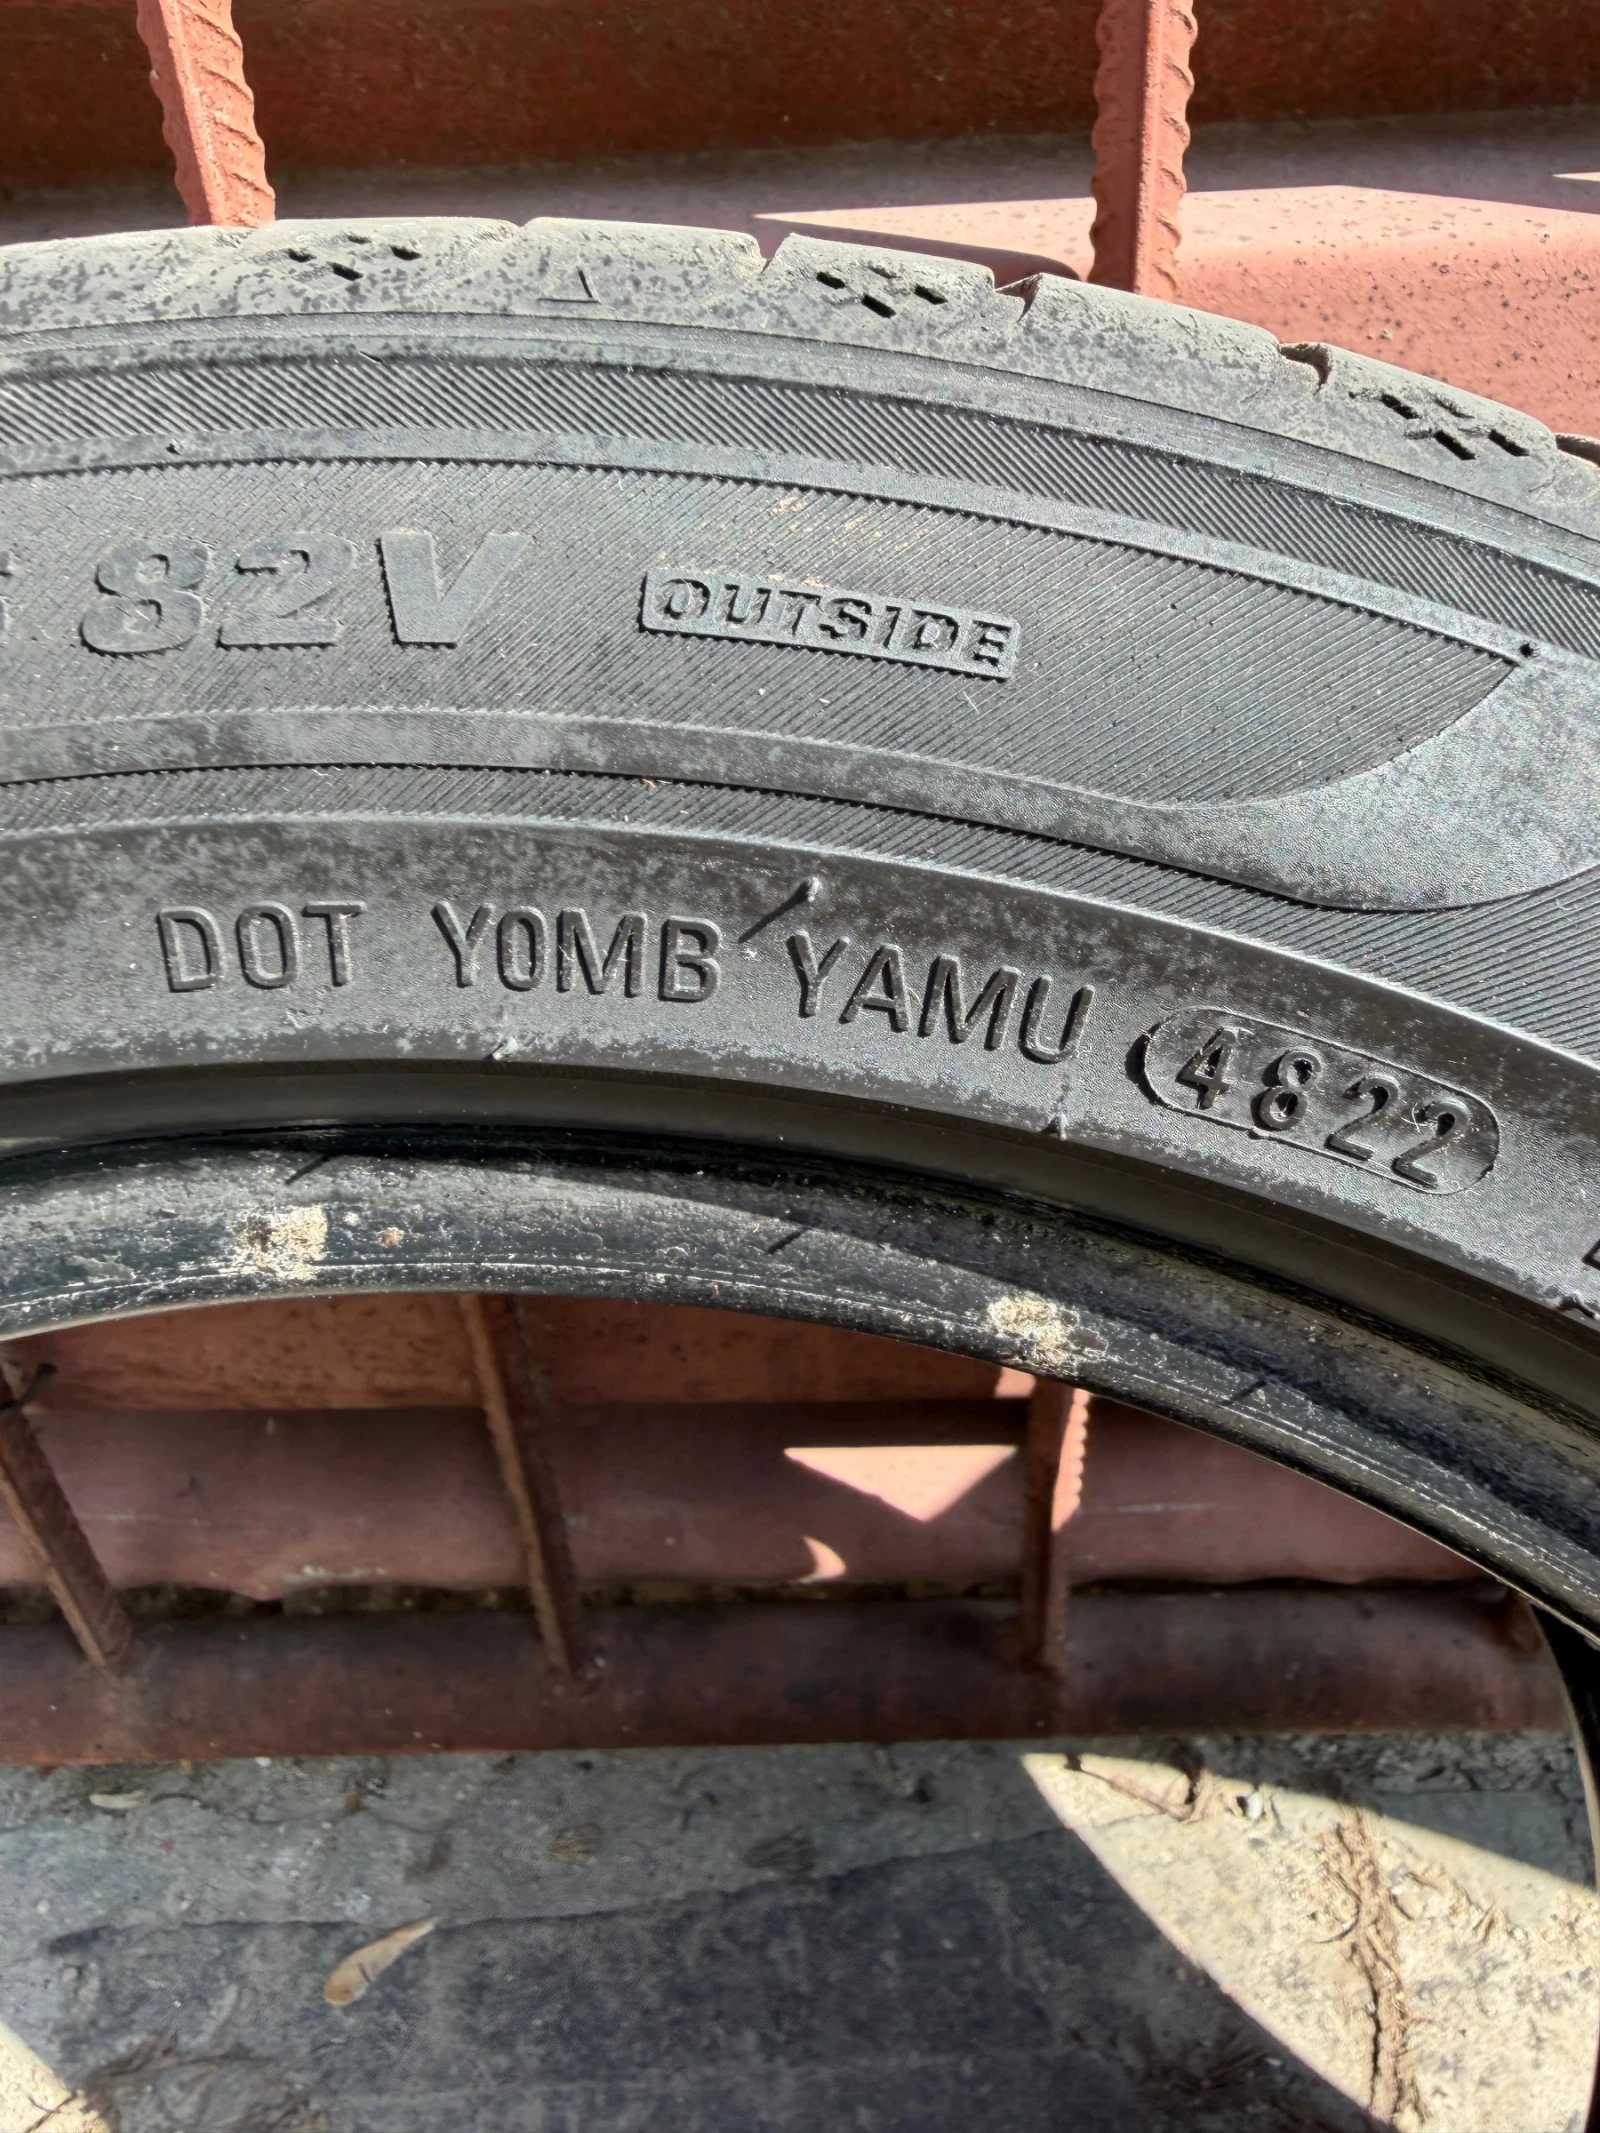 82V OUTSIDE
DOT Y0MB YAMU 4822